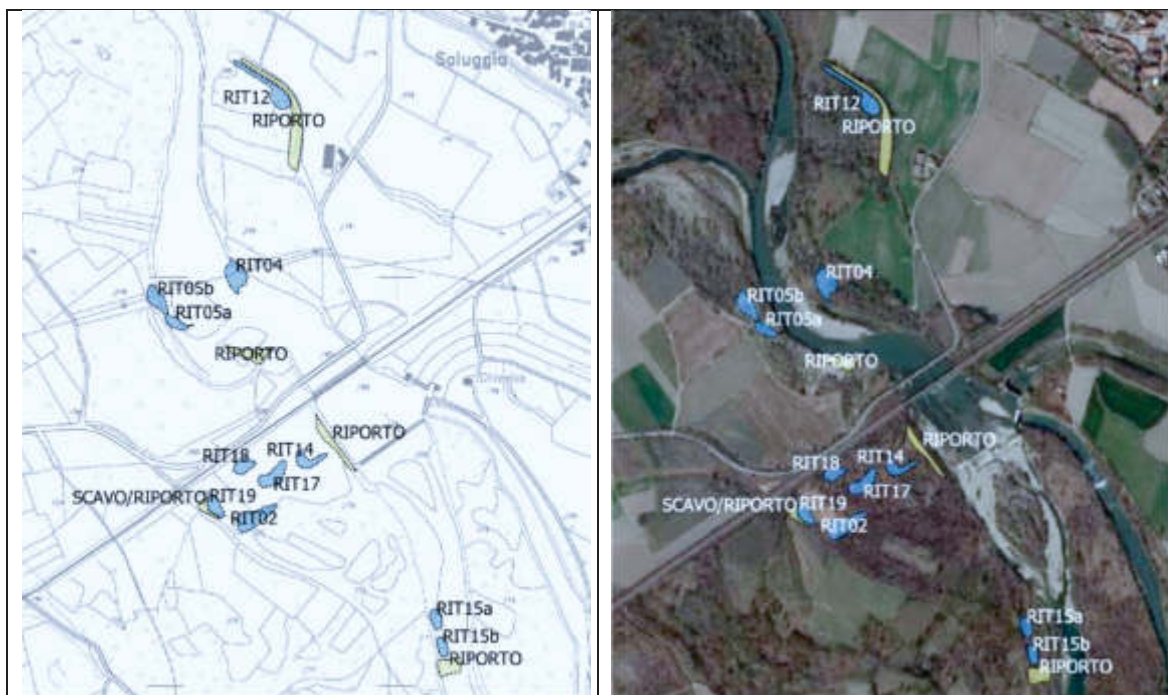 Saluggia
RIT12
RIPORTO
RIT04
RIT05b
RIT05a
RIPORTO
RIPORTO
RIT18
RIT14
RIT17
SCAVO/RIPORTO
RIT19
RIT02
RIT15a
RIT15b
RIPORTO
RIT12
RIPORTO
RIT04
RIT05b
RIT05a
RIPORTO
RIPORTO
RIT18
RIT14
RIT17
SCAVO/RIPORTO
RIT19
RIT02
RIT15a
RIT15b
RIPORTO